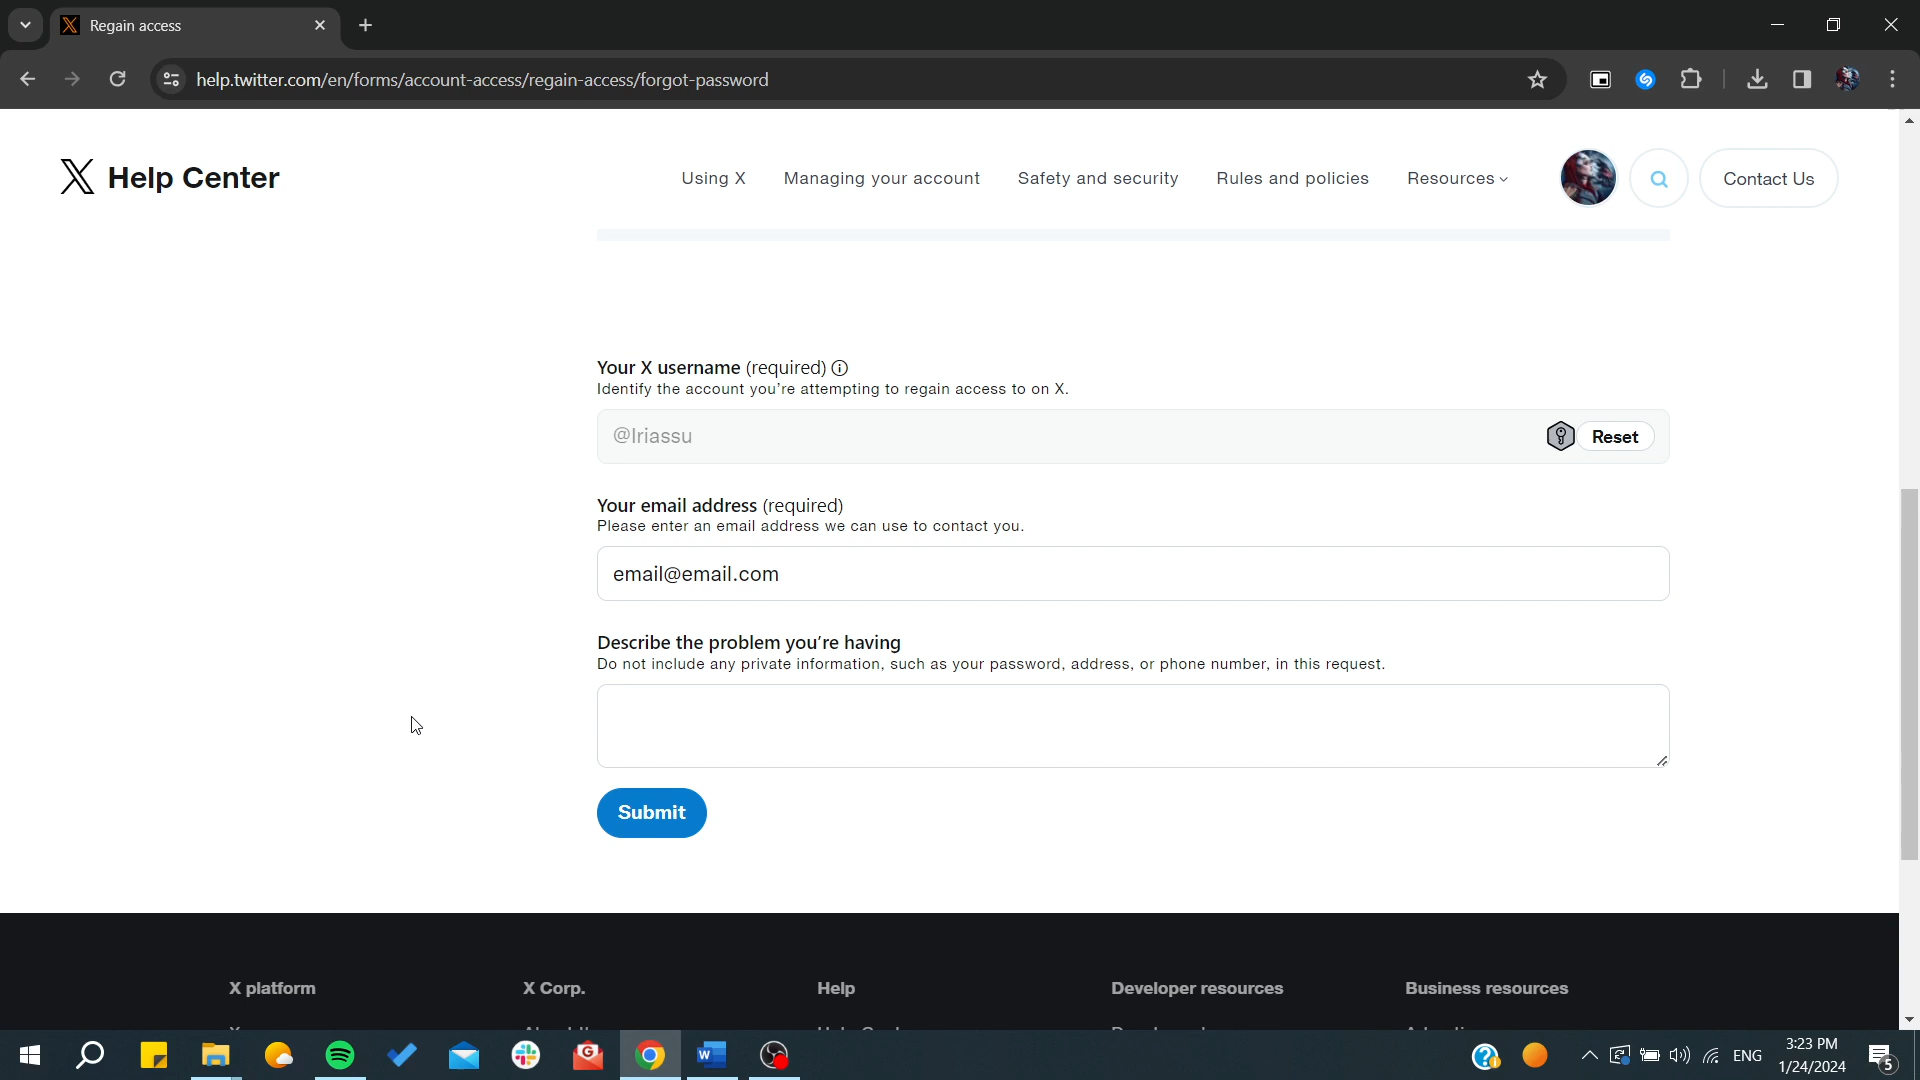 Regain access
help.twitter.com/en/forms/account-access/regain-access/forgot-password
Help Center
Using X
Managing your account
Safety and security
Rules and policies
Resources
Contact Us
Your X username (required)
Identify the account you're attempting to regain access to on X.
@Iriassu
Reset
Your email address (required)
Please enter an email address we can use to contact you.
email@email.com
Describe the problem you're having
Do not include any private information, such as your password, address, or phone number, in this request.
Submit
X platform
X Corp.
Help
Developer resources
Business resources
ENG
3:23 PM
1/24/2024
5